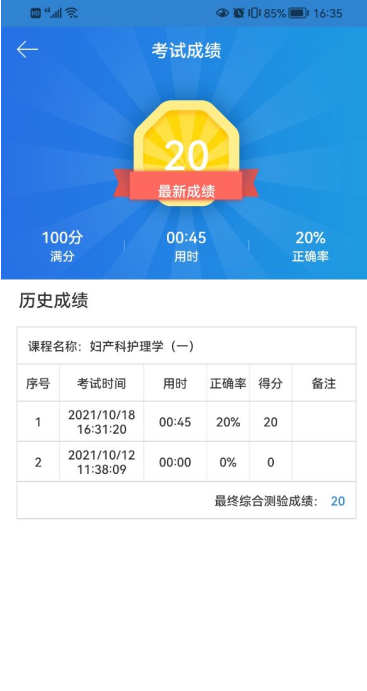 HD 4G 85% 16:35
考试成绩
20
最新成绩
100分 00:45 20%
满分 用时 正确率
历史成绩
课程名称：妇产科护理学（一）
序号 考试时间 用时 正确率 得分 备注
1 2021/10/18 16:31:20 00:45 20% 20
2 2021/10/12 11:38:09 00:00 0% 0
最终综合测验成绩： 20